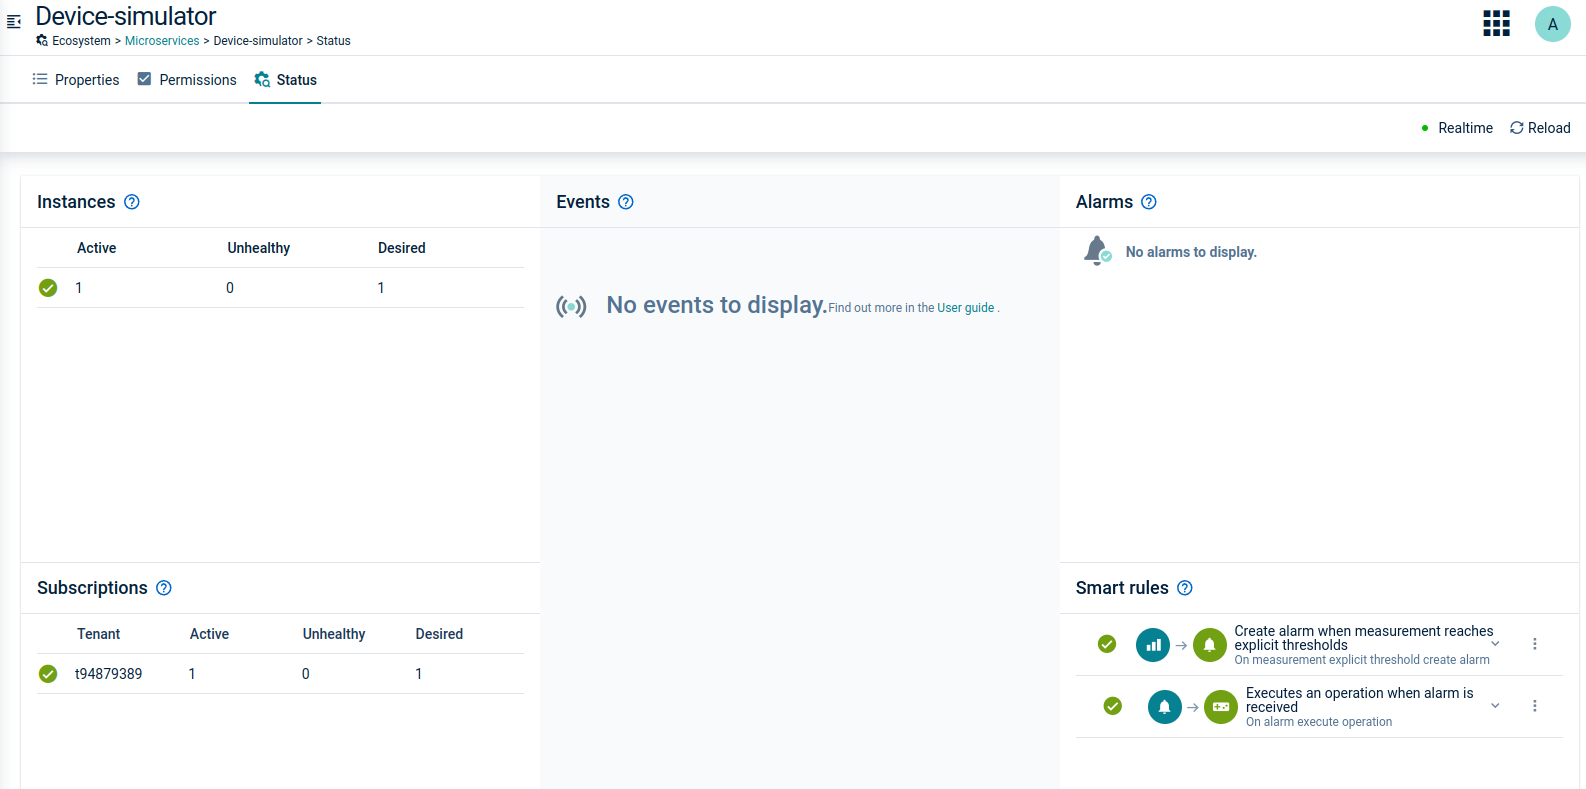 Device-simulator
Ecosystem > Microservices > Device-simulator > Status
A
Properties
Permissions
Status
Realtime
Reload
Instances
Active Unhealthy Desired
1 0 1
Events
No events to display. Find out more in the User guide .
Alarms
No alarms to display.
Subscriptions
Tenant Active Unhealthy Desired
t94879389 1 0 1
Smart rules
Create alarm when measurement reaches
explicit thresholds
On measurement explicit threshold create alarm
Executes an operation when alarm is
received
On alarm execute operation